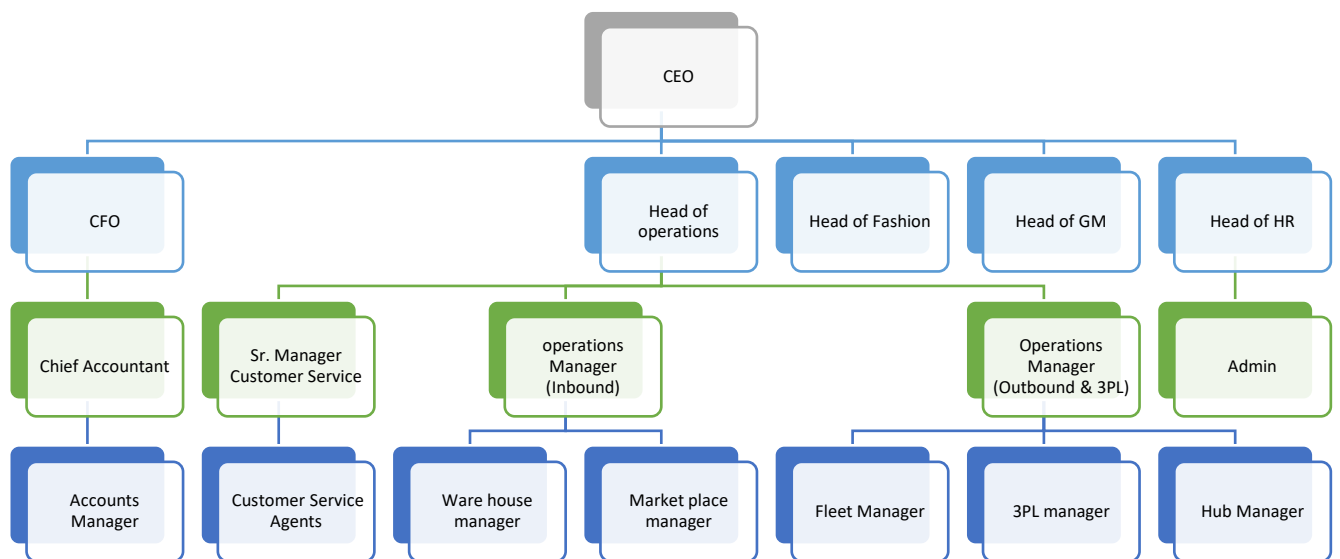 CEO
CFO
Head of
operations
Head of Fashion
Head of GM
Head of HR
Chief Accountant
Sr. Manager
Customer Service
operations
Manager
(Inbound)
Operations
Manager
(Outbound & 3PL)
Admin
Accounts
Manager
Customer Service
Agents
Ware house
manager
Market place
manager
Fleet Manager
3PL manager
Hub Manager